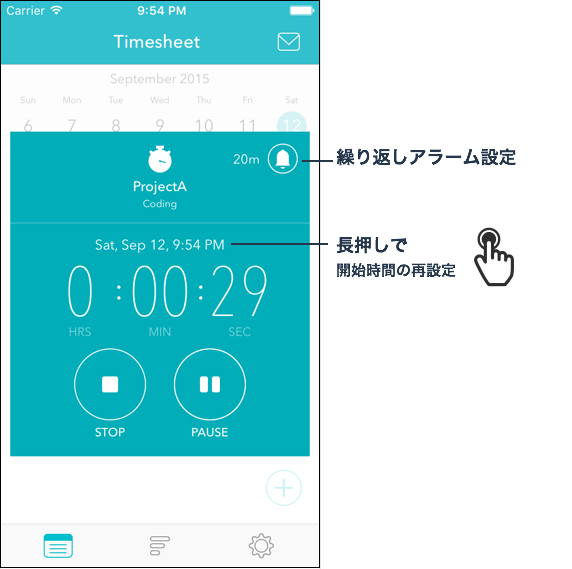 Carrier 9:54 PM
Timesheet
September 2015
Sun Mon Tue Wed Thu Fri Sat
6 7 8 9 10 11 12
20m
繰り返しアラーム設定
ProjectA
Coding
Sat, Sep 12, 9:54 PM
長押しで
開始時間の再設定
0:00:29
HRS MIN SEC
STOP PAUSE